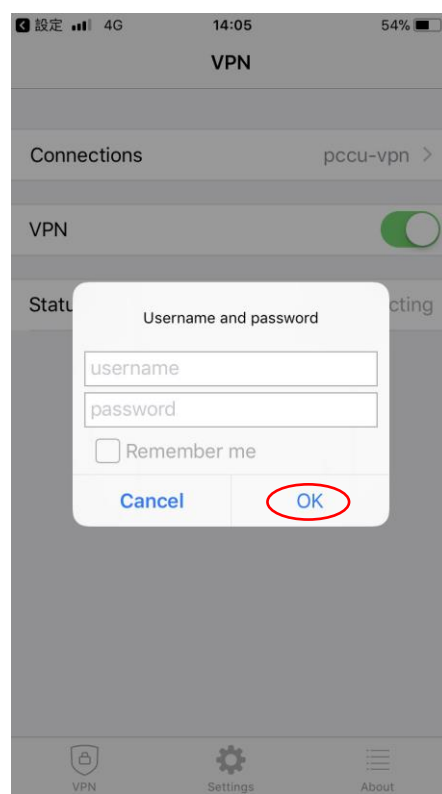 設定 4G 14:05 54%
VPN
Connections pccu-vpn >
VPN
Statu cting
Username and password
username
password
Remember me
Cancel OK
VPN Settings About